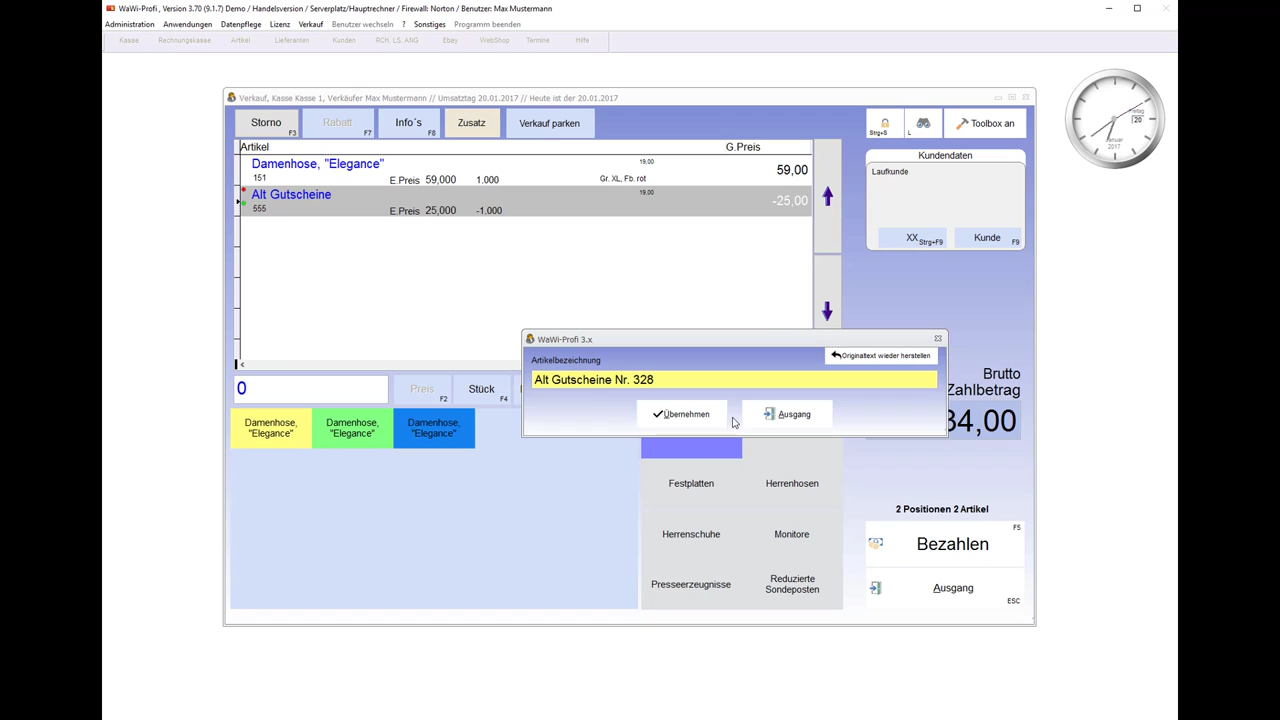 WaWi-Profi , Version 3.70 (9.1.7) Demo / Handelsversion / Serverplatz/Hauptrechner / Firewall: Norton / Benutzer: Max Mustermann
Administration Anwendungen Datenpflege Lizenz Verkauf Benutzer wechseln ? Sonstiges Programm beenden
Kasse Rechnungskasse Artikel Lieferanten Kunden RCH, LS, ANG Ebay WebShop Termine Hilfe
Verkauf, Kasse Kasse 1, Verkäufer Max Mustermann // Umsatztag 20.01.2017 // Heute ist der 20.01.2017
Storno F3 Rabatt F7 Info´s F8 Zusatz Verkauf parken Strg+S L Toolbox an
Freitag
20
Januar
2017
Artikel G.Preis
Kundendaten
Damenhose, "Elegance" 19,00 59,00
151 E.Preis 59,000 1.000 Gr. XL, Fb. rot
Laufkunde
Alt Gutscheine 19,00 -25,00
555 E.Preis 25,000 -1.000
XX Strg+F9 Kunde F9
WaWi-Profi 3.x
Artikelbezeichnung Originaltext wieder herstellen
Alt Gutscheine Nr. 328
Übernehmen Ausgang
Brutto
Zahlbetrag
34,00
0 Preis F2 Stück F4
Damenhose, "Elegance" Damenhose, "Elegance" Damenhose, "Elegance"
Festplatten Herrenhosen
Herrenschuhe Monitore
Presseerzeugnisse Reduzierte
Sondeposten
2 Positionen 2 Artikel
F5
Bezahlen
Ausgang
ESC